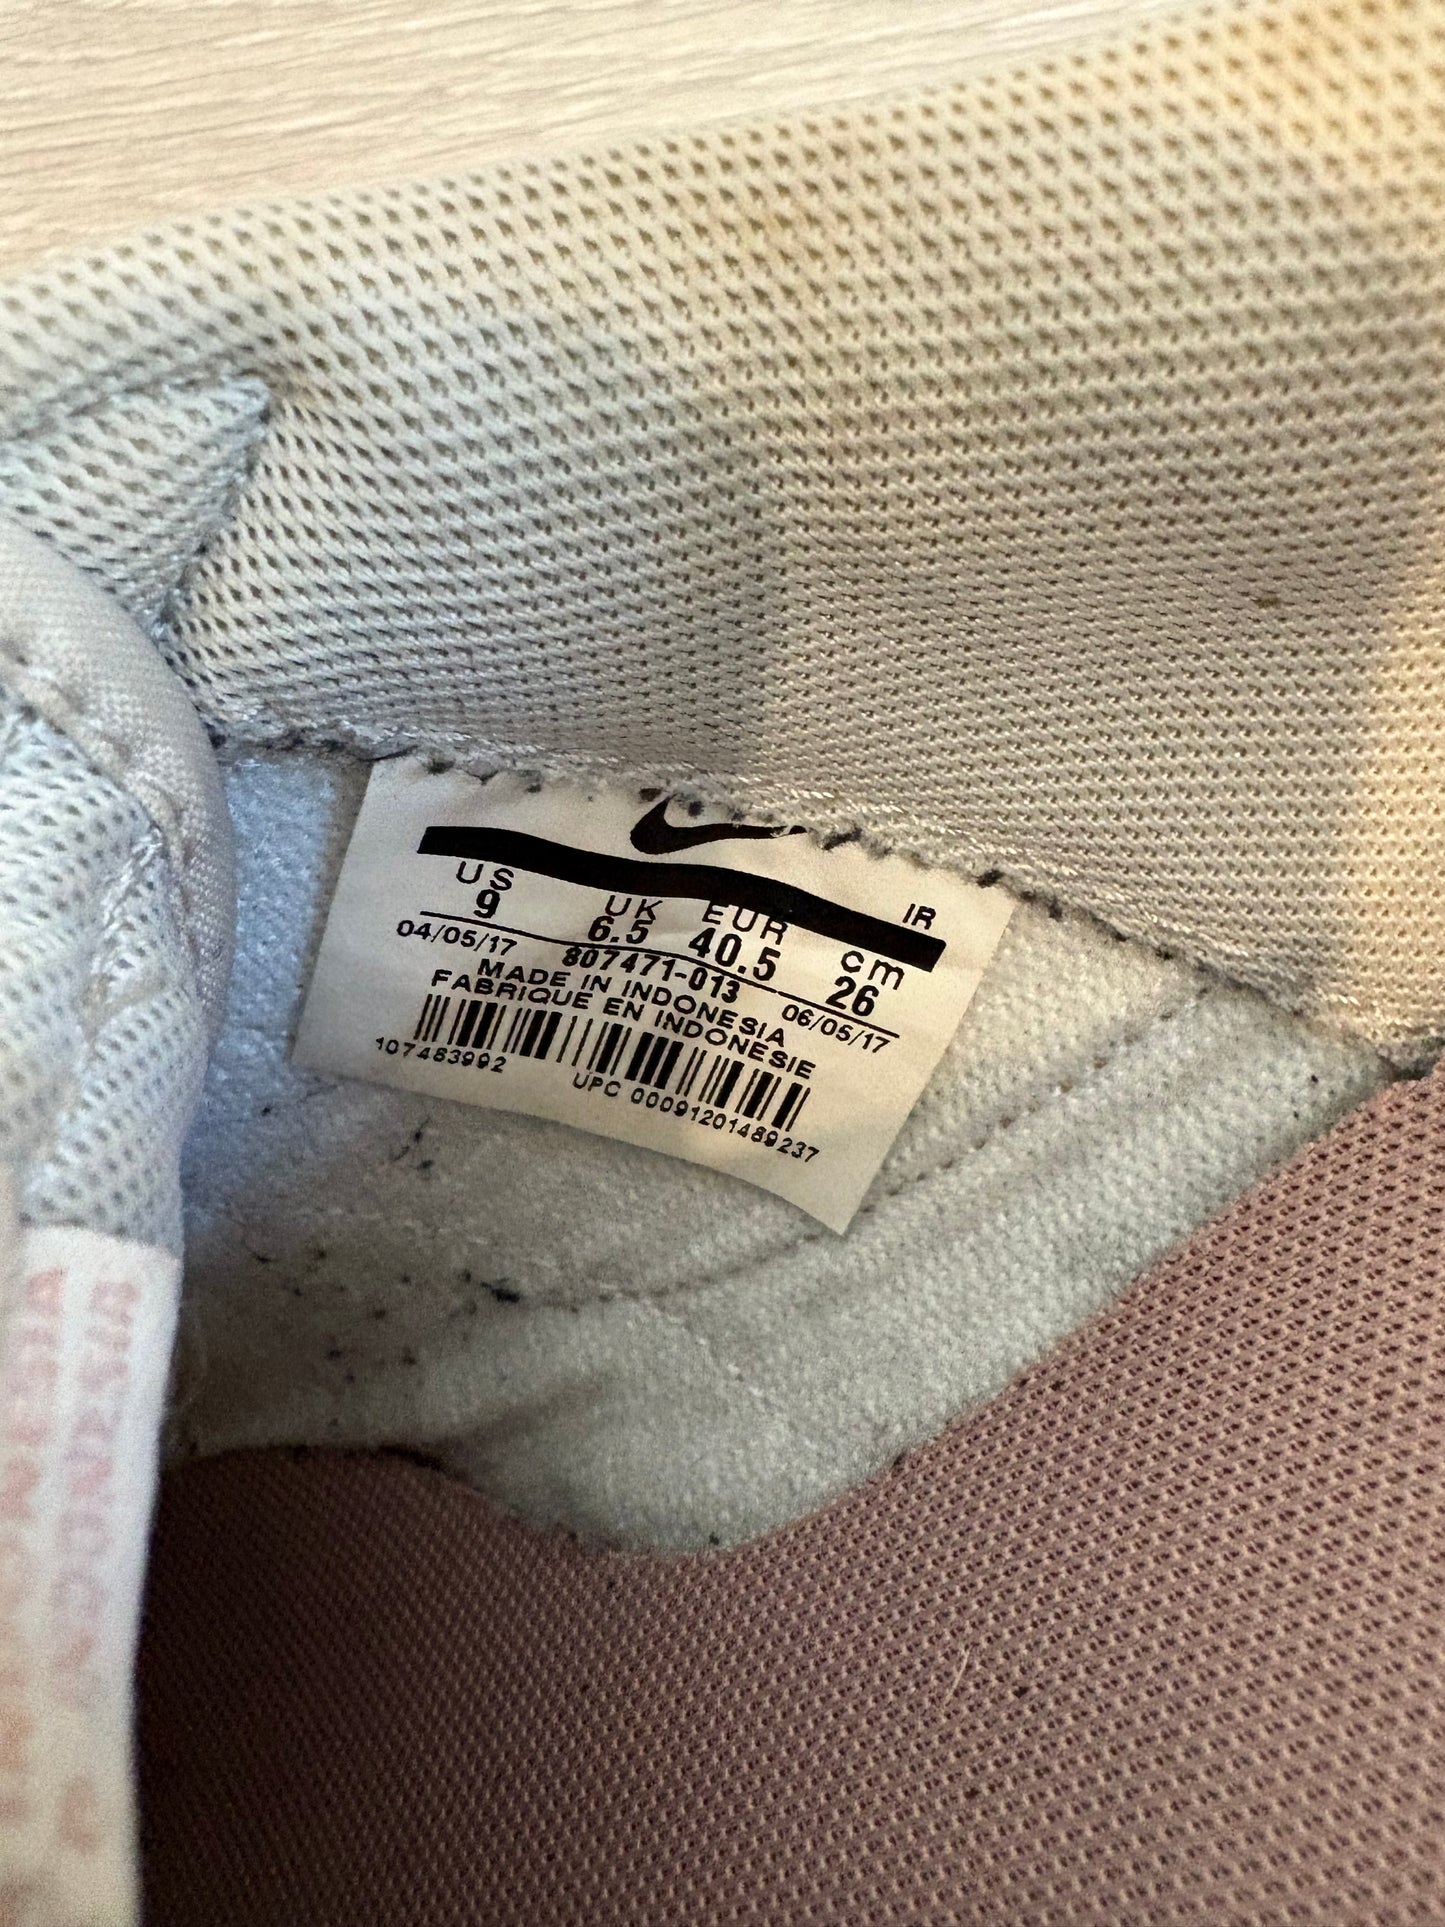 IR
US UK EUR cm
9 6.5 40.5 26
04/05/17 807471-013 06/05/17
MADE IN INDONESIA
FABRIQUE EN INDONESIE
107483992
UPC 00091201489237